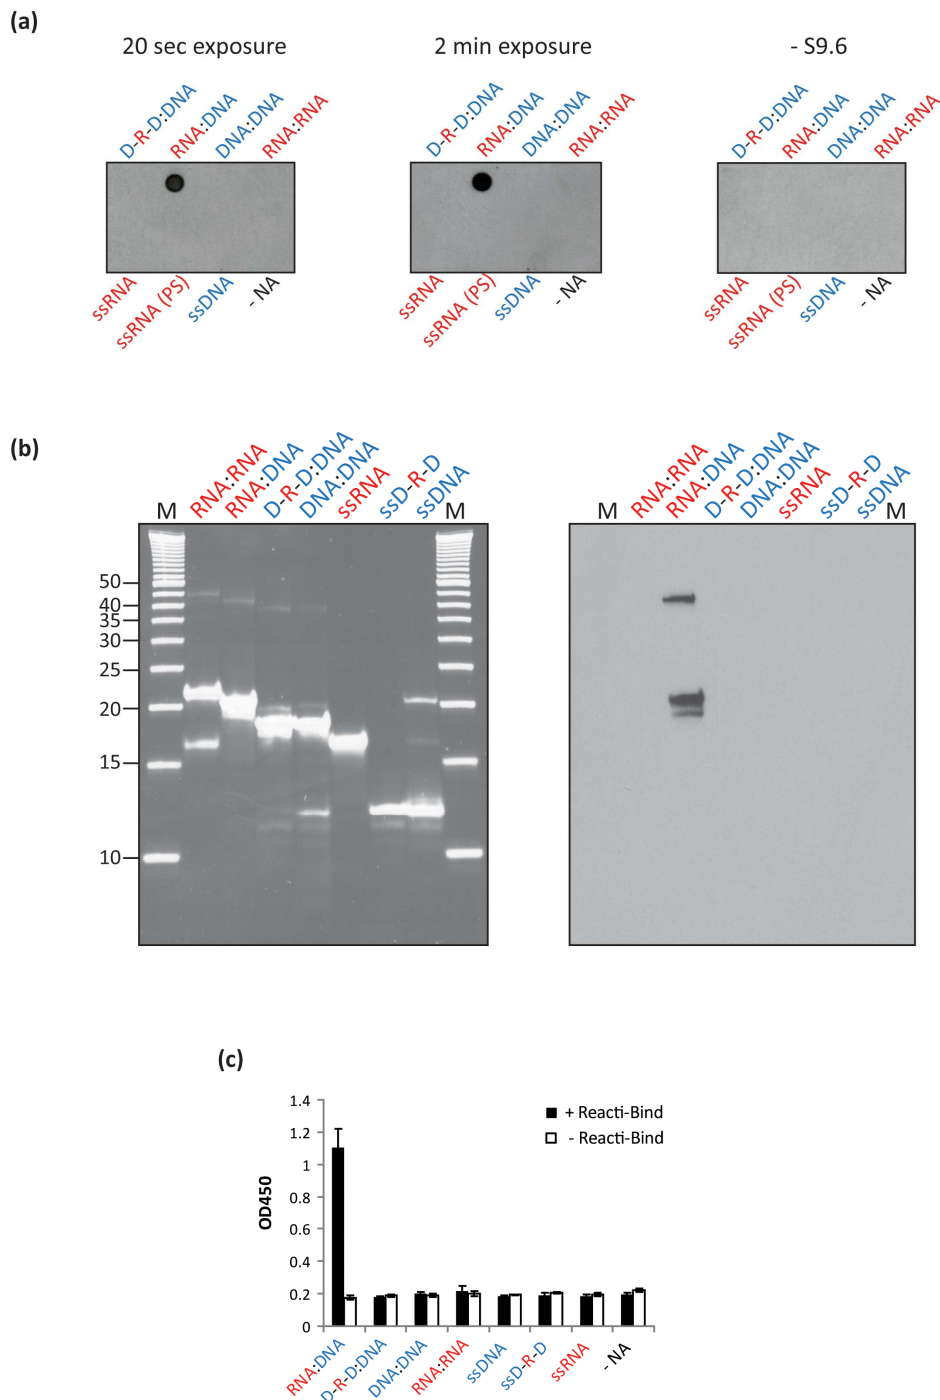 (a)
20 sec exposure
2 min exposure
- S9.6
D-R-D:DNA
RNA:DNA
DNA:DNA
RNA:RNA
D-R-D:DNA
RNA:DNA
DNA:DNA
RNA:RNA
D-R-D:DNA
RNA:DNA
DNA:DNA
RNA:RNA
ssRNA
ssRNA (PS)
ssDNA
- NA
ssRNA
ssRNA (PS)
ssDNA
- NA
ssRNA
ssRNA (PS)
ssDNA
- NA
(b)
M
RNA:RNA
RNA:DNA
D-R-D:DNA
DNA:DNA
ssRNA
ssD-R-D
ssDNA
M
M
RNA:RNA
RNA:DNA
D-R-D:DNA
DNA:DNA
ssRNA
ssD-R-D
ssDNA
M
50
40
35
30
25
20
15
10
(c)
1.4
1.2
1
0.8
0.6
0.4
0.2
0
OD450
+ Reacti-Bind
- Reacti-Bind
RNA:DNA
D-R-D:DNA
DNA:DNA
RNA:RNA
ssDNA
ssD-R-D
ssRNA
- NA